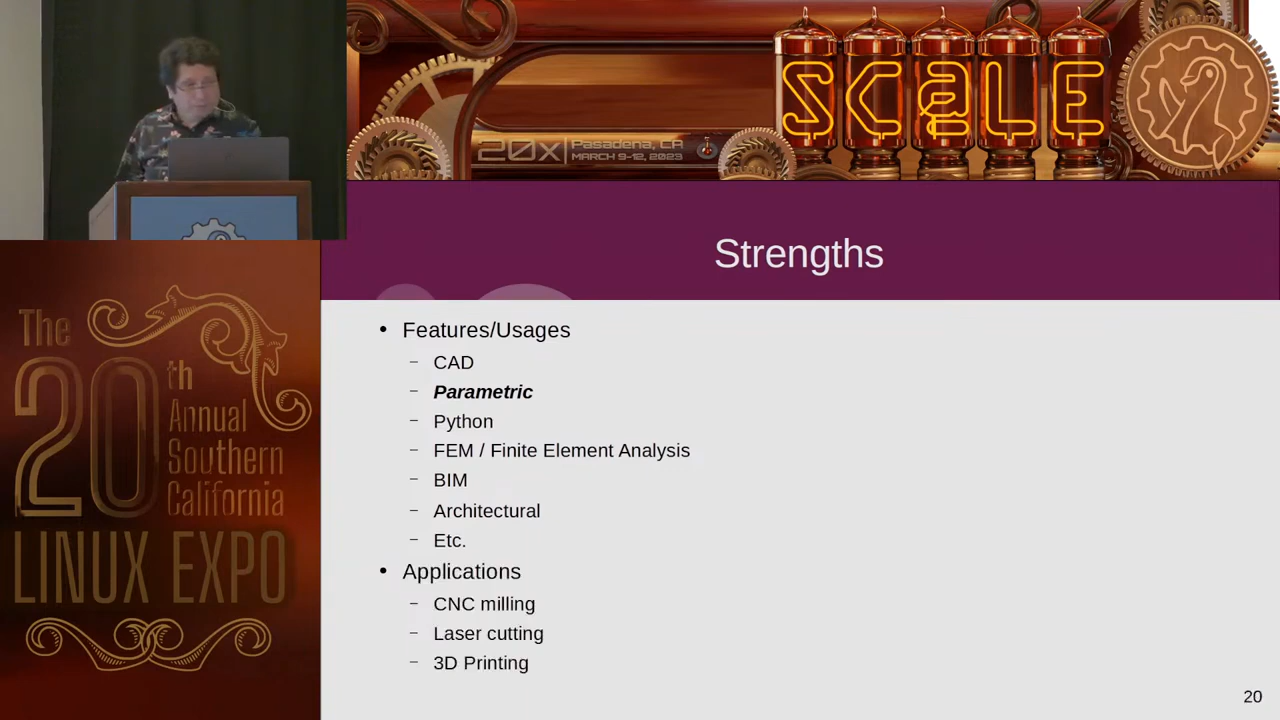 SCaLE
20x
Pasadena, CA
MARCH 9-12, 2023
The
20th
Annual
Southern
California
LINUX EXPO
Strengths
• Features/Usages
– CAD
– Parametric
– Python
– FEM / Finite Element Analysis
– BIM
– Architectural
– Etc.
• Applications
– CNC milling
– Laser cutting
– 3D Printing
20